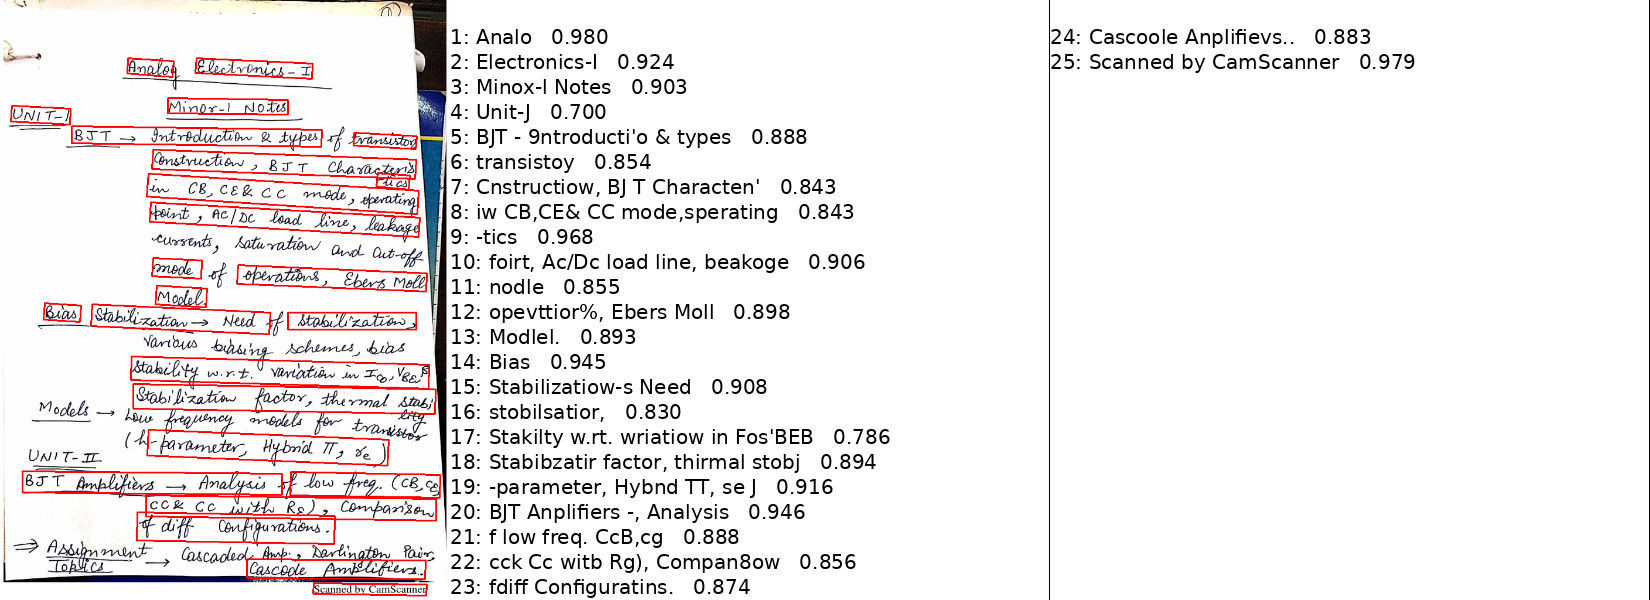 Analog Electronics-I
Minor-1 Notes
UNIT-I
BJT → Introduction & types of transistor
Construction, BJT Characteris
tics
in CB, CE & CC mode, operating
point, AC/DC load line, leakage
currents, saturation and Cut-off
mode of operations, Ebers Moll
Model.
Bias Stabilization → Need of Stabilization,
Various biasing schemes, bias
Stability w.r.t. variation in Ico, VBE, β
Stabilization factor, thermal stabi
lity
Models → Low frequency models for transistor
(h-parameter, Hybrid π, re)
UNIT-II
BJT Amplifiers → Analysis of low freq. (CB, CE,
CC & CC with RE), Comparison
of diff Configurations.
⇒ Assignment Topics → Cascaded Amp., Darlington Pair,
Cascode Amplifiers.
Scanned by CamScanner
1: Analo 0.980
2: Electronics-I 0.924
3: Minox-I Notes 0.903
4: Unit-J 0.700
5: BJT - 9ntroducti'o & types 0.888
6: transistoy 0.854
7: Cnstructiow, BJ T Characten' 0.843
8: iw CB,CE& CC mode,sperating 0.843
9: -tics 0.968
10: foirt, Ac/Dc load line, beakoge 0.906
11: nodle 0.855
12: opevttior%, Ebers Moll 0.898
13: Modlel. 0.893
14: Bias 0.945
15: Stabilizatiow-s Need 0.908
16: stobilsatior, 0.830
17: Stakilty w.rt. wriatiow in Fos'BEB 0.786
18: Stabibzatir factor, thirmal stobj 0.894
19: -parameter, Hybnd TT, se J 0.916
20: BJT Anplifiers -, Analysis 0.946
21: f low freq. CcB,cg 0.888
22: cck Cc witb Rg), Compan8ow 0.856
23: fdiff Configuratins. 0.874
24: Cascoole Anplifievs.. 0.883
25: Scanned by CamScanner 0.979